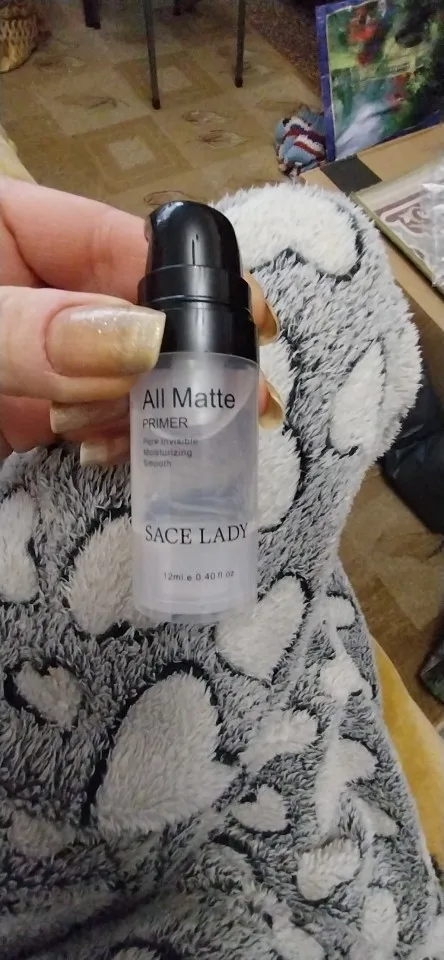 All Matte
PRIMER
Pore Invisible
Moisturizing
Smooth
SACE LADY
12ml e 0.40 fl oz